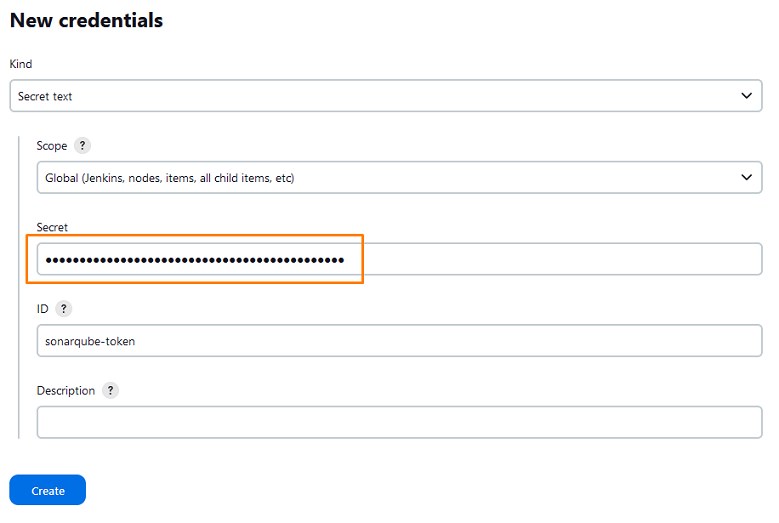 New credentials
Kind
Secret text
Scope ?
Global (Jenkins, nodes, items, all child items, etc)
Secret
••••••••••••••••••••••••••••••••••••••••••••
ID ?
sonarqube-token
Description ?
Create